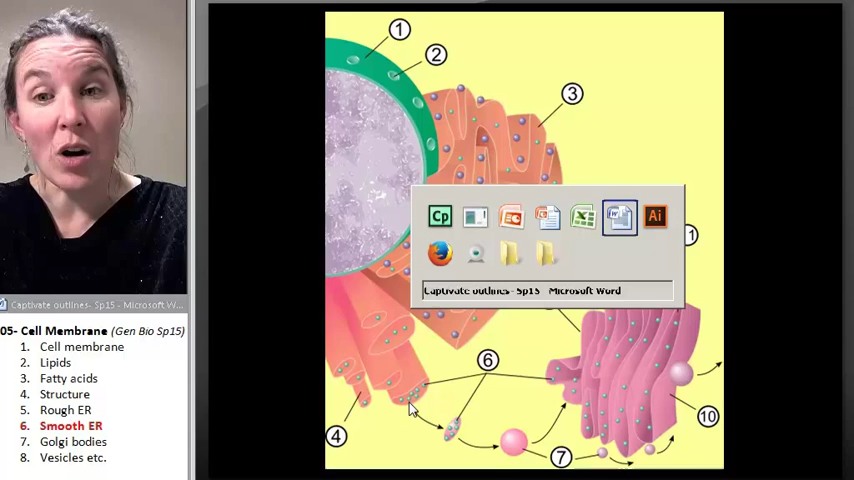 1
2
3
Cp
Ai
Captivate outlines- Sp15 - Microsoft Word
1
Captivate outlines- Sp15 - Microsoft W...
05- Cell Membrane (Gen Bio Sp15)
1. Cell membrane
2. Lipids
3. Fatty acids
4. Structure
5. Rough ER
6. Smooth ER
7. Golgi bodies
8. Vesicles etc.
6
10
4
7